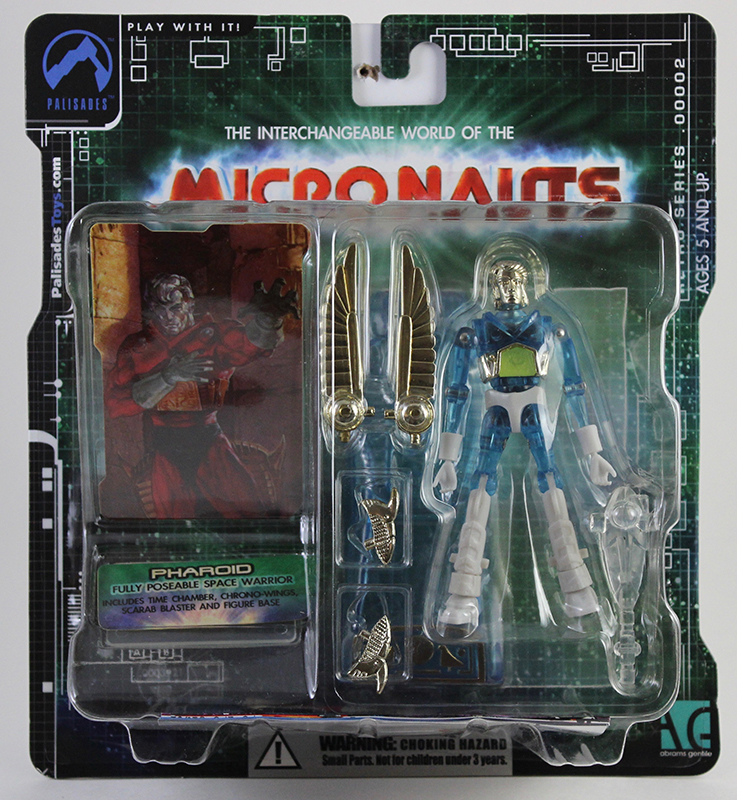 PLAY WITH IT!
PALISADES™
THE INTERCHANGEABLE WORLD OF THE
MICRONAUTS
PalisadesToys.com
RETRO SERIES .00002
AGES 5 AND UP
PHAROID
FULLY POSEABLE SPACE WARRIOR
INCLUDES TIME CHAMBER, CHRONO-WINGS,
SCARAB BLASTER AND FIGURE BASE
WARNING: CHOKING HAZARD
Small Parts. Not for children under 3 years.
AG
abrams gentile